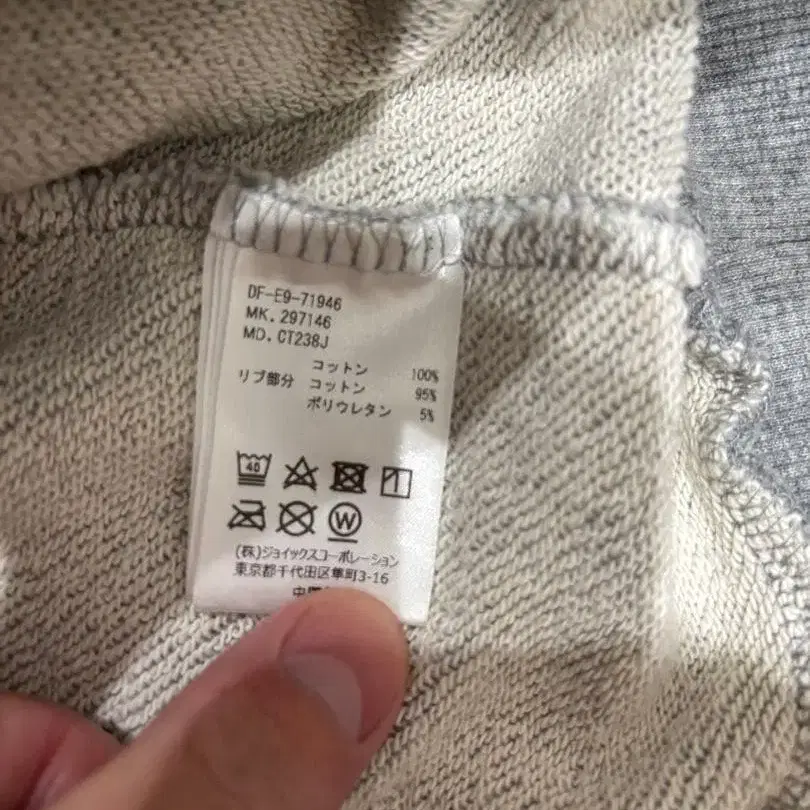 DF-E9-71946
MK. 297146
MD. CT238J
コットン 100%
リブ部分 コットン 95%
ポリウレタン 5%
40
W
(株)ジョイックスコーポレーション
東京都千代田区隼町3-16